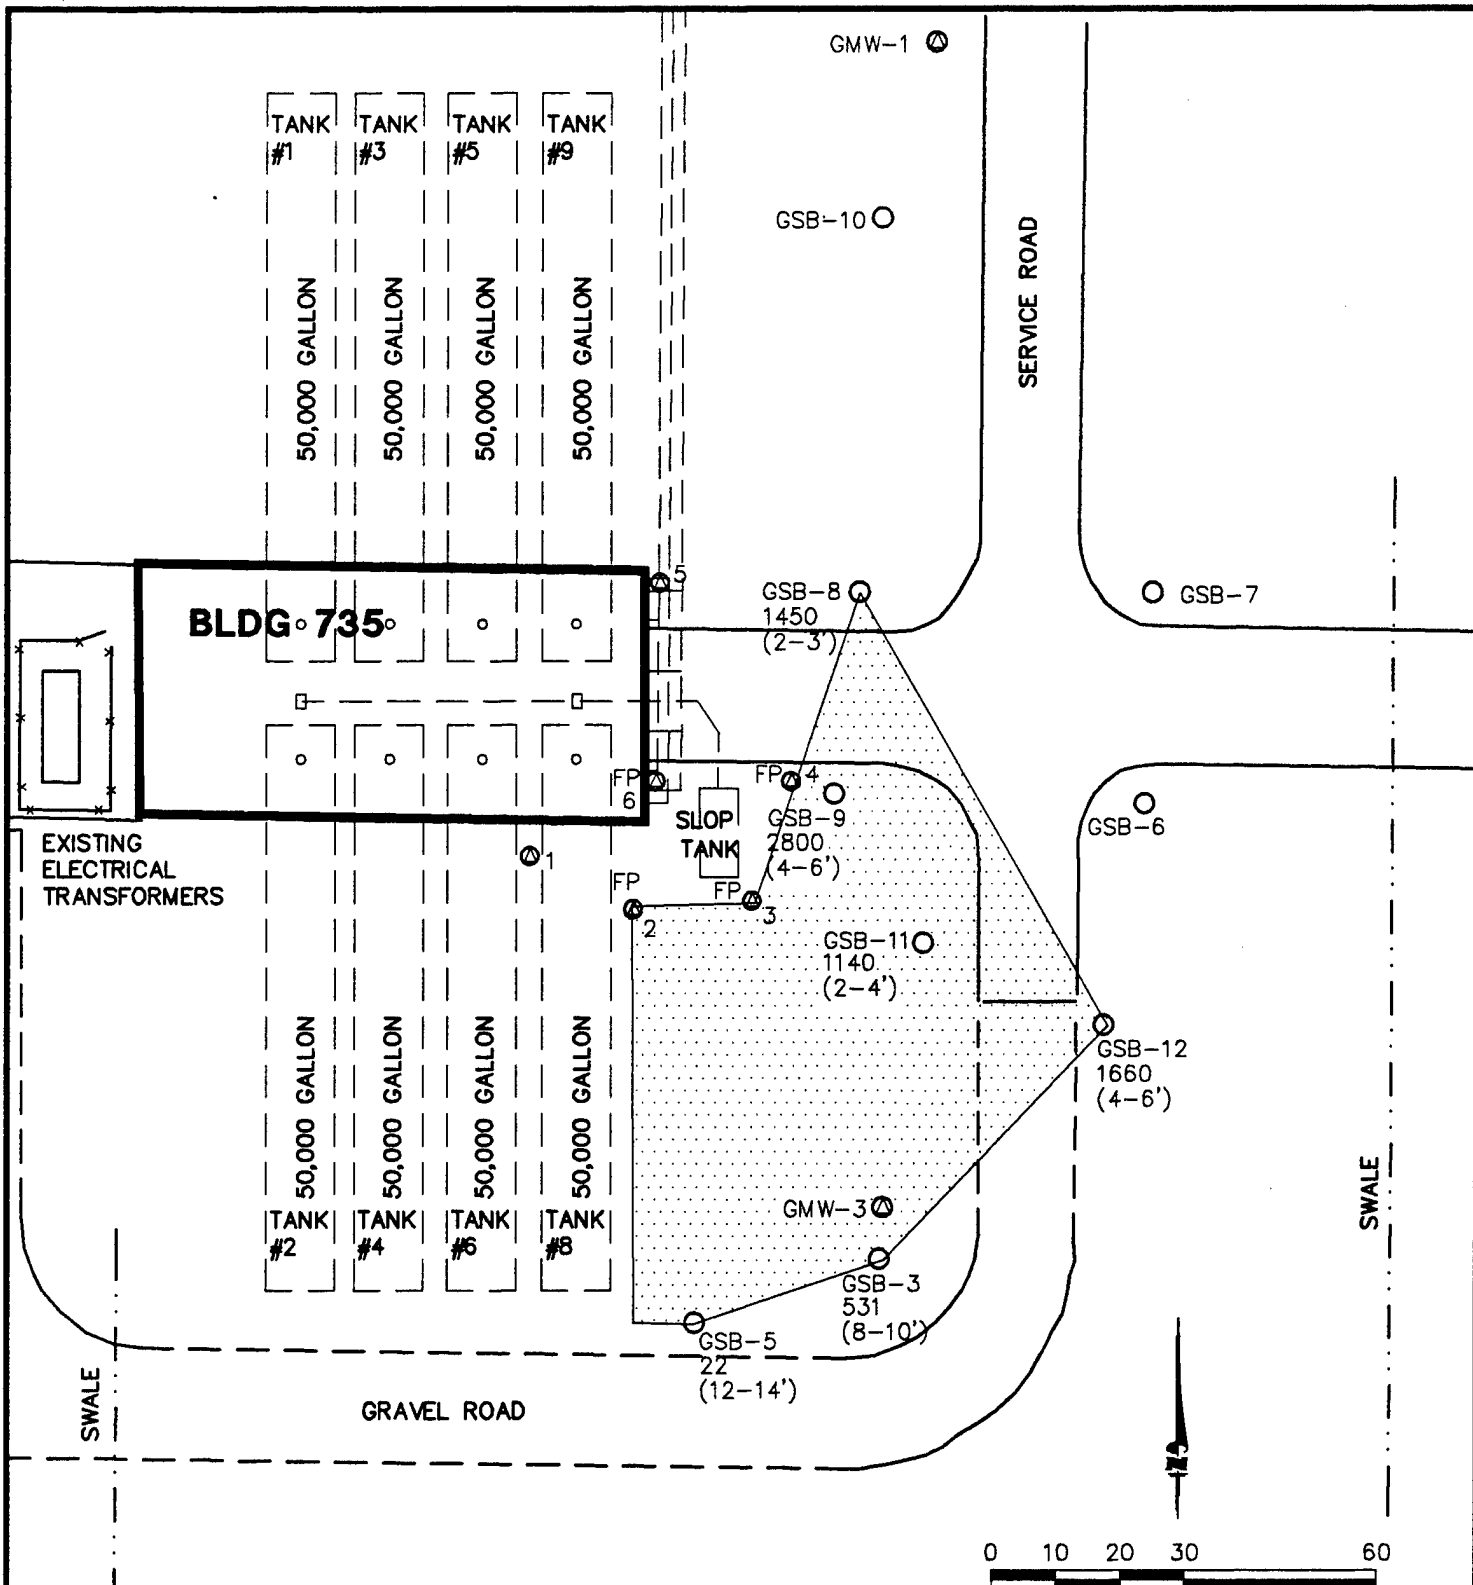 GMW-1
TANK #1
TANK #3
TANK #5
TANK #9
GSB-10
SERVICE ROAD
50,000 GALLON
50,000 GALLON
50,000 GALLON
50,000 GALLON
5
GSB-8
1450
(2-3')
GSB-7
BLDG 735
FP
6
FP 4
SLOP
TANK
GSB-9
2800
(4-6')
GSB-6
EXISTING
ELECTRICAL
TRANSFORMERS
1
FP
2
FP
3
GSB-11
1140
(2-4')
GSB-12
1660
(4-6')
50,000 GALLON
50,000 GALLON
50,000 GALLON
50,000 GALLON
TANK #2
TANK #4
TANK #6
TANK #8
GMW-3
SWALE
GSB-3
531
(8-10')
GSB-5
22
(12-14')
SWALE
GRAVEL ROAD
0 10 20 30 60